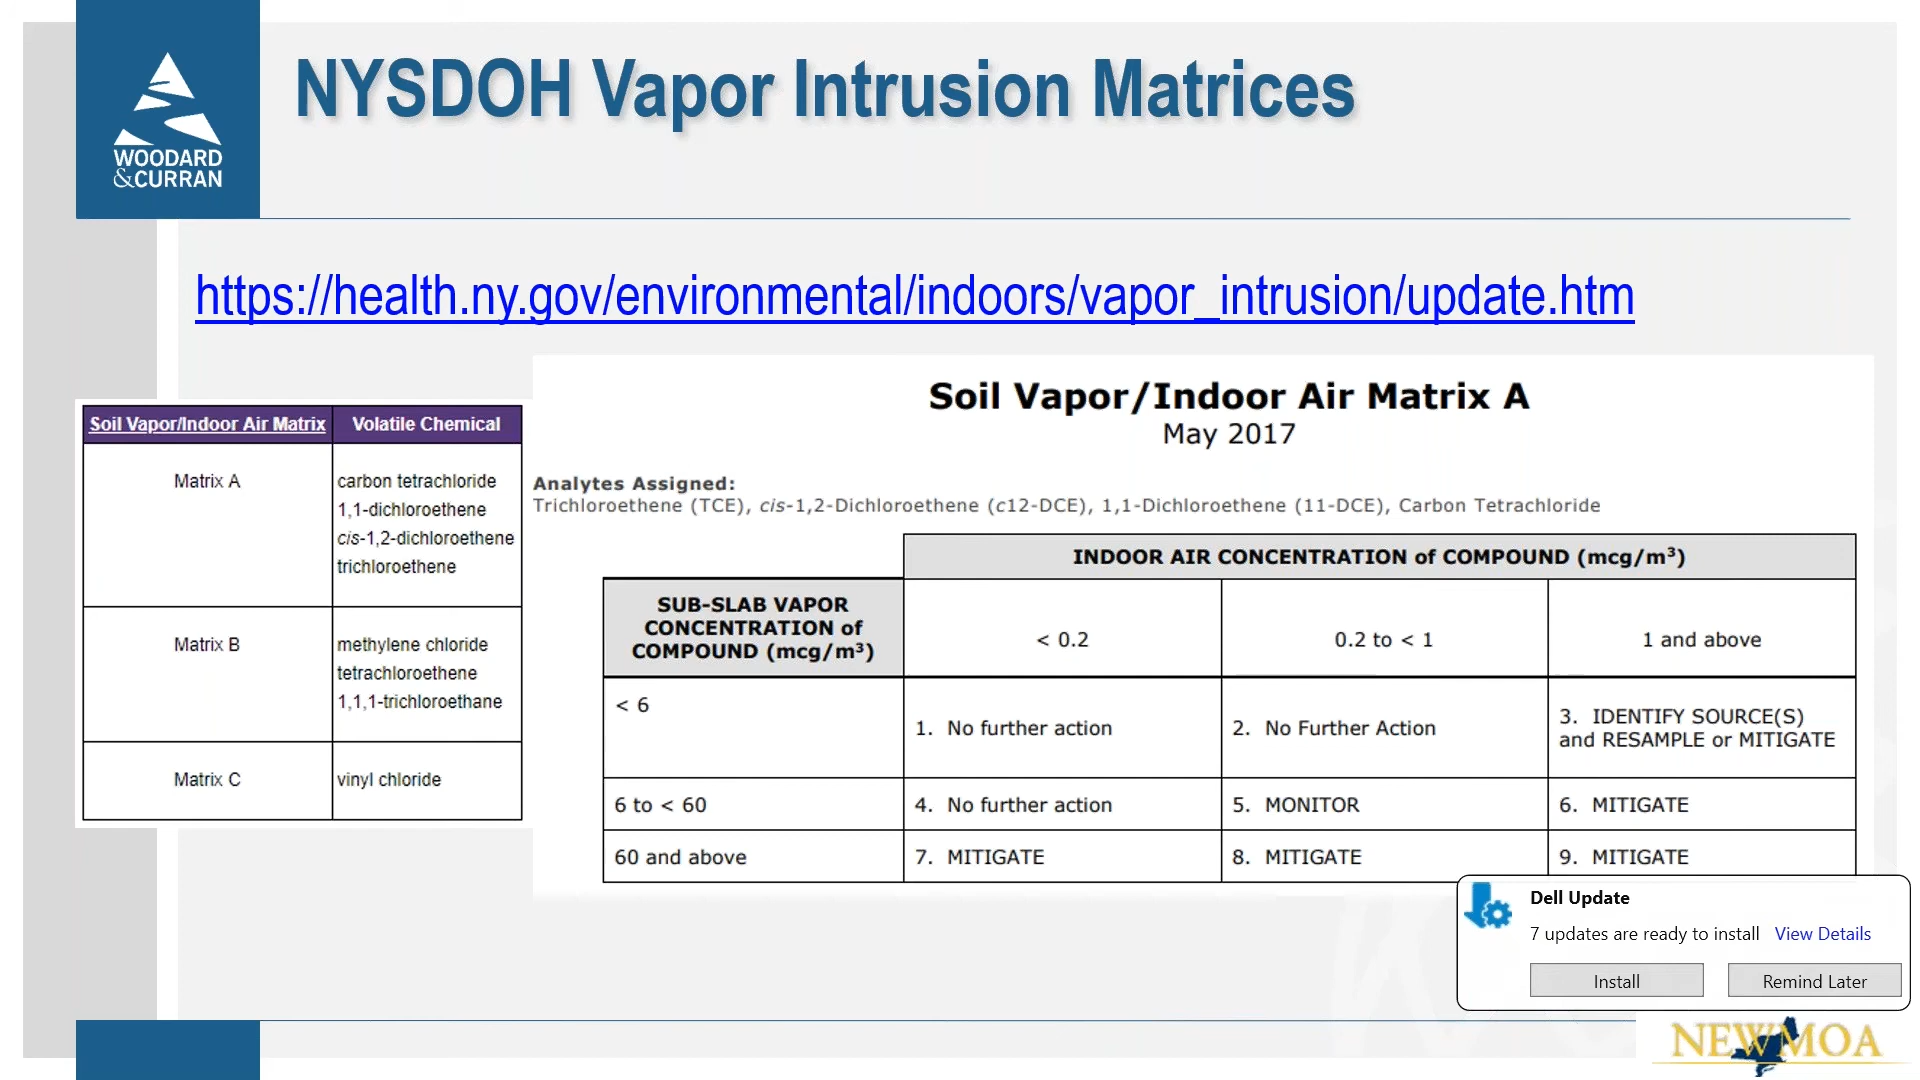 WOODARD
&CURRAN
NYSDOH Vapor Intrusion Matrices
https://health.ny.gov/environmental/indoors/vapor_intrusion/update.htm
Soil Vapor/Indoor Air Matrix
Volatile Chemical
Matrix A
carbon tetrachloride
1,1-dichloroethene
cis-1,2-dichloroethene
trichloroethene
Matrix B
methylene chloride
tetrachloroethene
1,1,1-trichloroethane
Matrix C
vinyl chloride
Soil Vapor/Indoor Air Matrix A
May 2017
Analytes Assigned:
Trichloroethene (TCE), cis-1,2-Dichloroethene (c12-DCE), 1,1-Dichloroethene (11-DCE), Carbon Tetrachloride
INDOOR AIR CONCENTRATION of COMPOUND (mcg/m³)
SUB-SLAB VAPOR
CONCENTRATION of
COMPOUND (mcg/m³)
< 0.2
0.2 to < 1
1 and above
< 6
1. No further action
2. No Further Action
3. IDENTIFY SOURCE(S)
and RESAMPLE or MITIGATE
6 to < 60
4. No further action
5. MONITOR
6. MITIGATE
60 and above
7. MITIGATE
8. MITIGATE
9. MITIGATE
Dell Update
7 updates are ready to install View Details
Install
Remind Later
NEWMOA